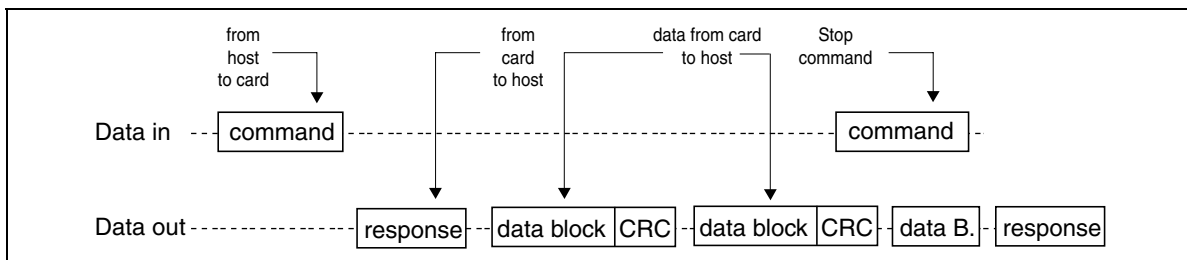 from
host
to card
from
card
to host
data from card
to host
Stop
command
Data in
command
command
Data out
response
data block
CRC
data block
CRC
data B.
response